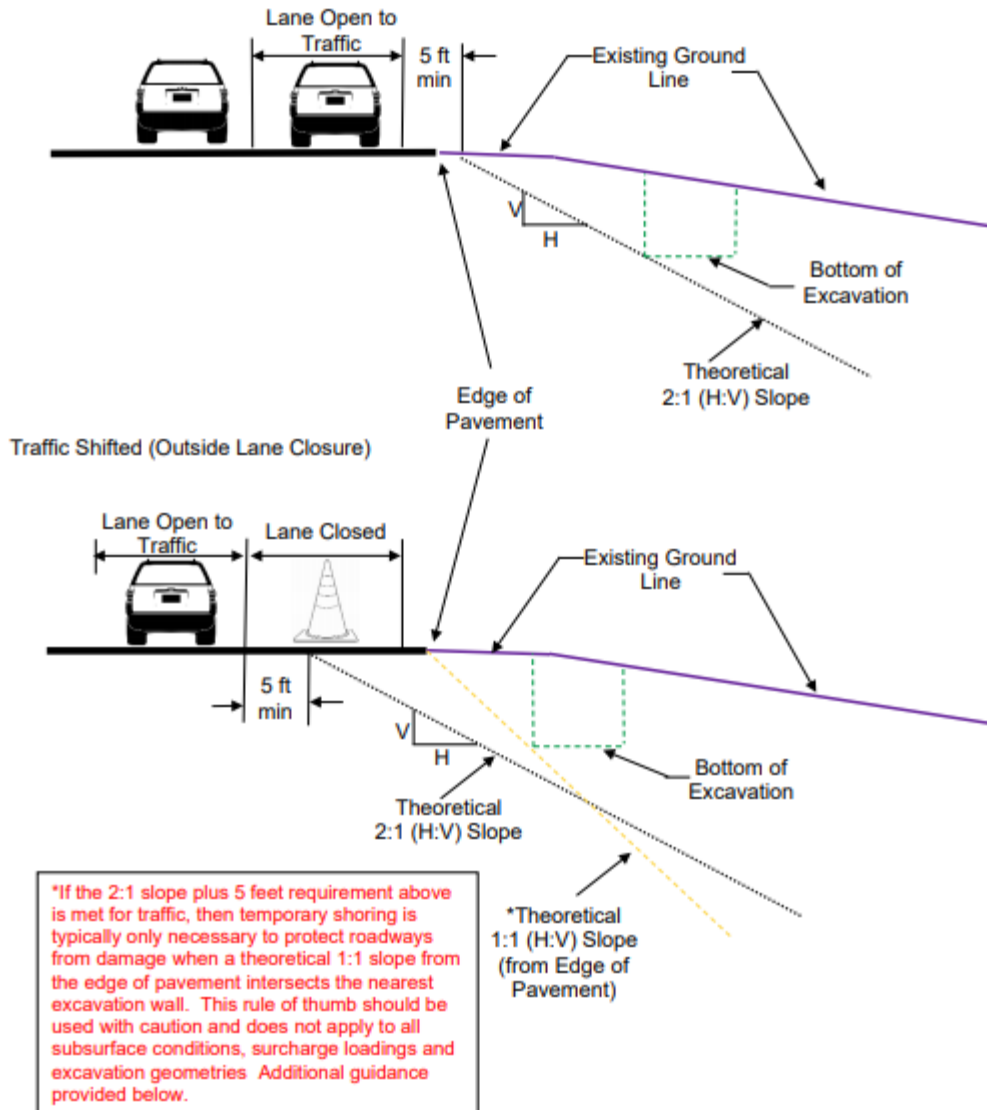 Lane Open to
Traffic
5 ft
min
Existing Ground
Line
V
H
Bottom of
Excavation
Theoretical
2:1 (H:V) Slope
Edge of
Pavement
Traffic Shifted (Outside Lane Closure)
Lane Open to
Traffic
Lane Closed
Existing Ground
Line
5 ft
min
V
H
Bottom of
Excavation
Theoretical
2:1 (H:V) Slope
*Theoretical
1:1 (H:V) Slope
(from Edge of
Pavement)
*If the 2:1 slope plus 5 feet requirement above
is met for traffic, then temporary shoring is
typically only necessary to protect roadways
from damage when a theoretical 1:1 slope from
the edge of pavement intersects the nearest
excavation wall.  This rule of thumb should be
used with caution and does not apply to all
subsurface conditions, surcharge loadings and
excavation geometries  Additional guidance
provided below.